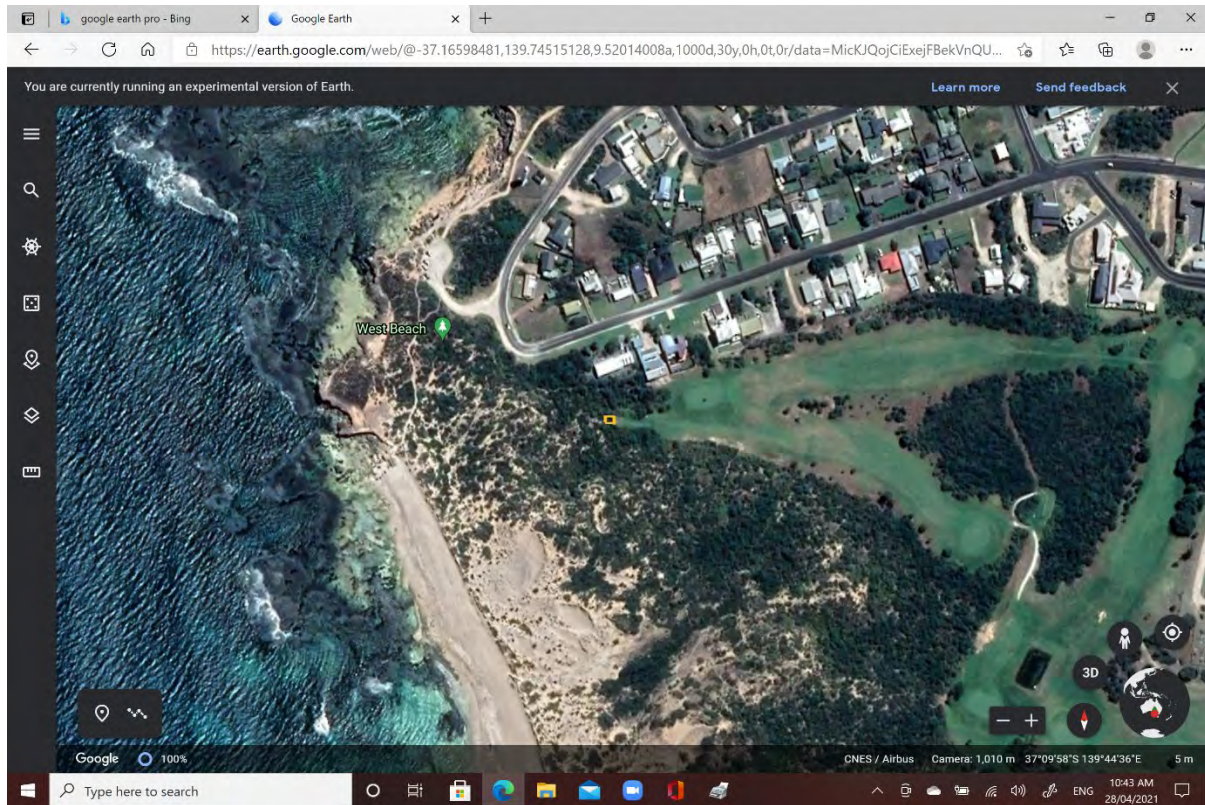 google earth pro - Bing
Google Earth
https://earth.google.com/web/@-37.16598481,139.74515128,9.52014008a,1000d,30y,0h,0t,0r/data=MicKJQojCiExejFBekVnQU...
You are currently running an experimental version of Earth.
Learn more
Send feedback
West Beach
3D
Google
100%
CNES / Airbus
Camera: 1,010 m 37°09'58"S 139°44'36"E
5 m
Type here to search
ENG
10:43 AM
28/04/2021